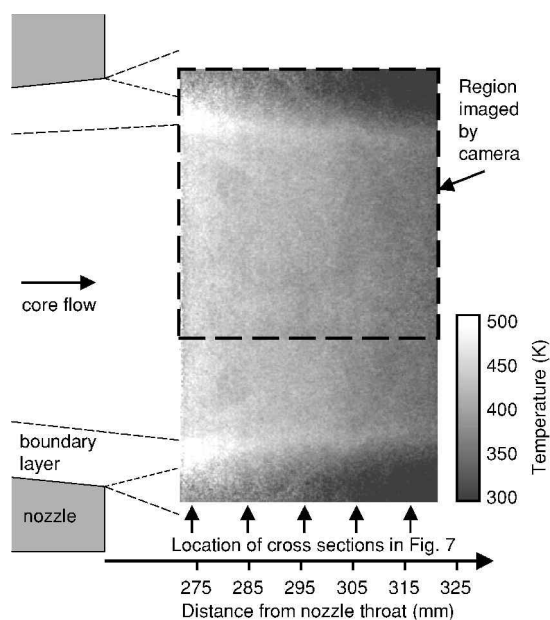 Region
imaged
by
camera
core flow
500
450
400
350
300
Temperature (K)
boundary
layer
nozzle
Location of cross sections in Fig. 7
275 285 295 305 315 325
Distance from nozzle throat (mm)